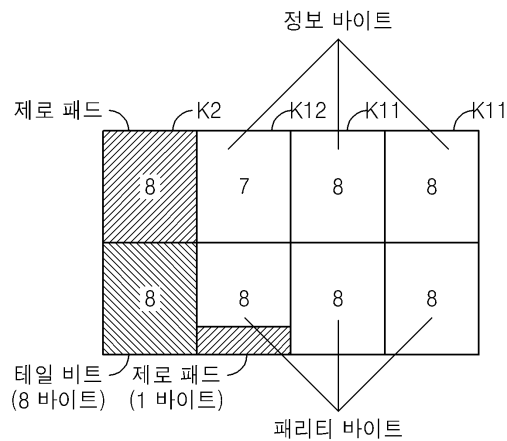 정보 바이트
제로 패드 K2 K12 K11 K11
8 7 8 8
8 8 8 8
테일 비트 제로 패드
(8 바이트) (1 바이트)
패리티 바이트